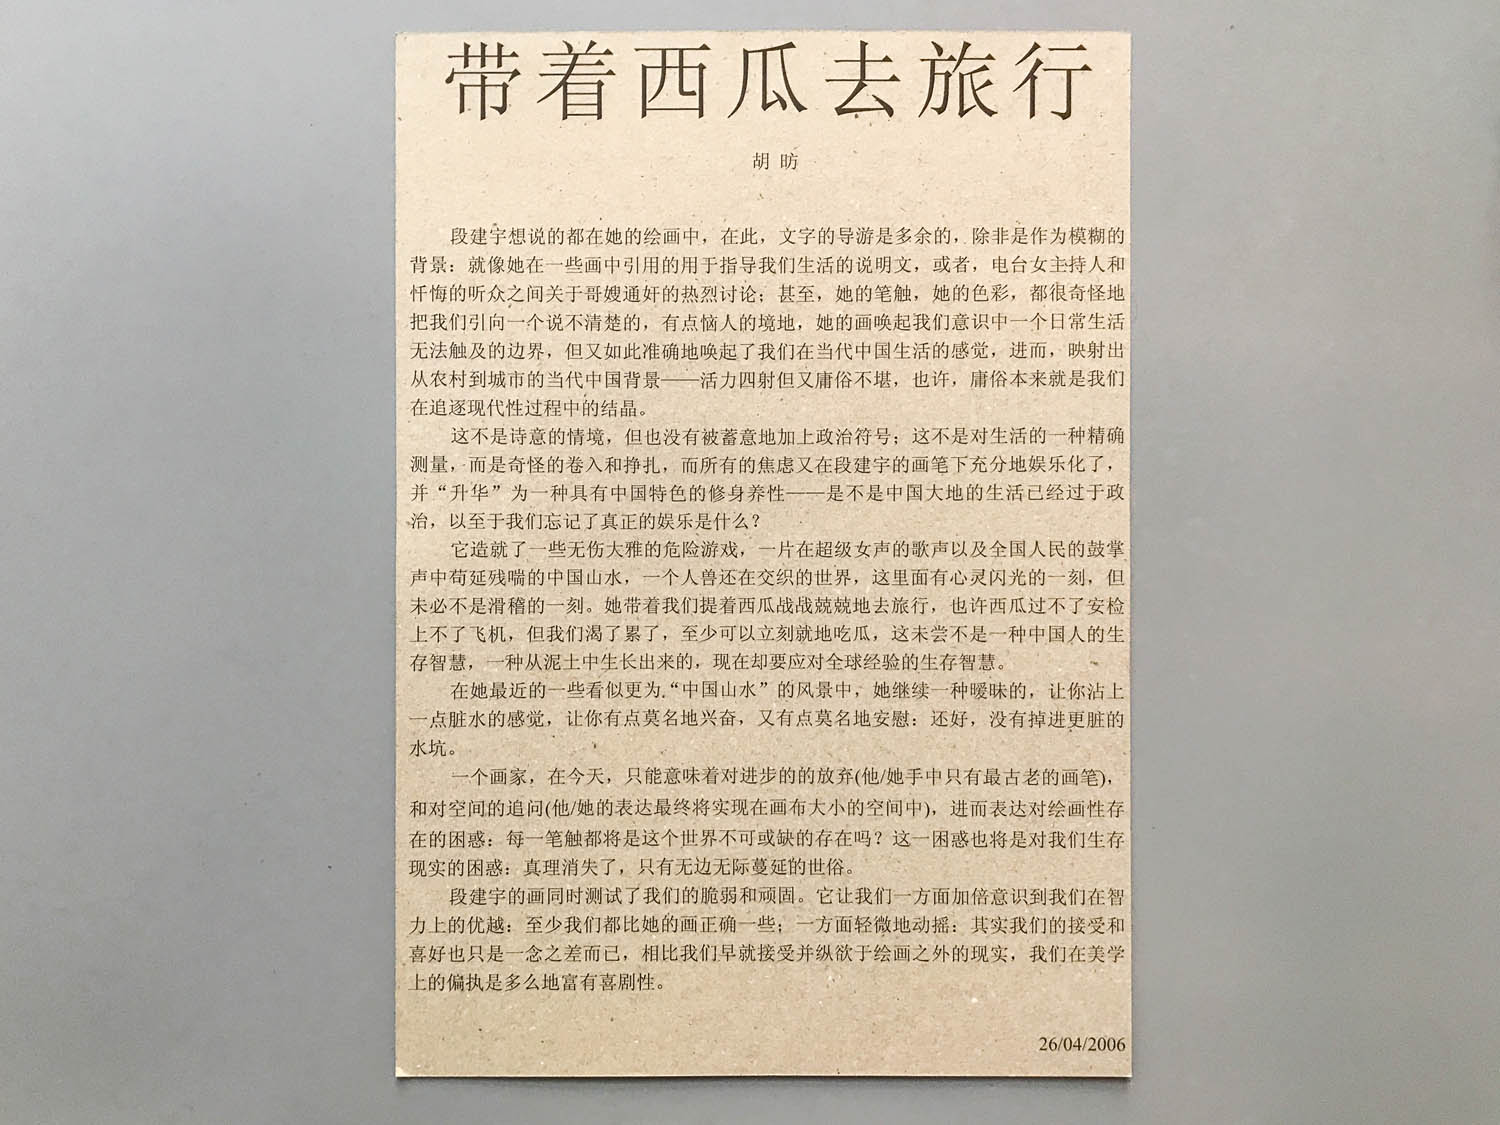 带着西瓜去旅行
胡 昉
段建宇想说的都在她的绘画中，在此，文字的导游是多余的，除非是作为模糊的
背景：就像她在一些画中引用的用于指导我们生活的说明文，或者，电台女主持人和
忏悔的听众之间关于哥嫂通奸的热烈讨论；甚至，她的笔触，她的色彩，都很奇怪地
把我们引向一个说不清楚的，有点恼人的境地，她的画唤起我们意识中一个日常生活
无法触及的边界，但又如此准确地唤起了我们在当代中国生活的感觉，进而，映射出
从农村到城市的当代中国背景——活力四射但又庸俗不堪，也许，庸俗本来就是我们
在追逐现代性过程中的结晶。
这不是诗意的情境，但也没有被蓄意地加上政治符号；这不是对生活的一种精确
测量，而是奇怪的卷入和挣扎，而所有的焦虑又在段建宇的画笔下充分地娱乐化了，
并“升华”为一种具有中国特色的修身养性——是不是中国大地的生活已经过于政
治，以至于我们忘记了真正的娱乐是什么？
它造就了一些无伤大雅的危险游戏，一片在超级女声的歌声以及全国人民的鼓掌
声中苟延残喘的中国山水，一个人兽还在交织的世界，这里面有心灵闪光的一刻，但
未必不是滑稽的一刻。她带着我们提着西瓜战战兢兢地去旅行，也许西瓜过不了安检
上不了飞机，但我们渴了累了，至少可以立刻就地吃瓜，这未尝不是一种中国人的生
存智慧，一种从泥土中生长出来的，现在却要应对全球经验的生存智慧。
在她最近的一些看似更为“中国山水”的风景中，她继续一种暧昧的，让你沾上
一点脏水的感觉，让你有点莫名地兴奋，又有点莫名地安慰：还好，没有掉进更脏的
水坑。
一个画家，在今天，只能意味着对进步的的放弃(他/她手中只有最古老的画笔)，
和对空间的追问(他/她的表达最终将实现在画布大小的空间中)，进而表达对绘画性存
在的困惑：每一笔触都将是这个世界不可或缺的存在吗？这一困惑也将是对我们生存
现实的困惑：真理消失了，只有无边无际蔓延的世俗。
段建宇的画同时测试了我们的脆弱和顽固。它让我们一方面加倍意识到我们在智
力上的优越：至少我们都比她的画正确一些；一方面轻微地动摇：其实我们的接受和
喜好也只是一念之差而已，相比我们早就接受并纵欲于绘画之外的现实，我们在美学
上的偏执是多么地富有喜剧性。
26/04/2006